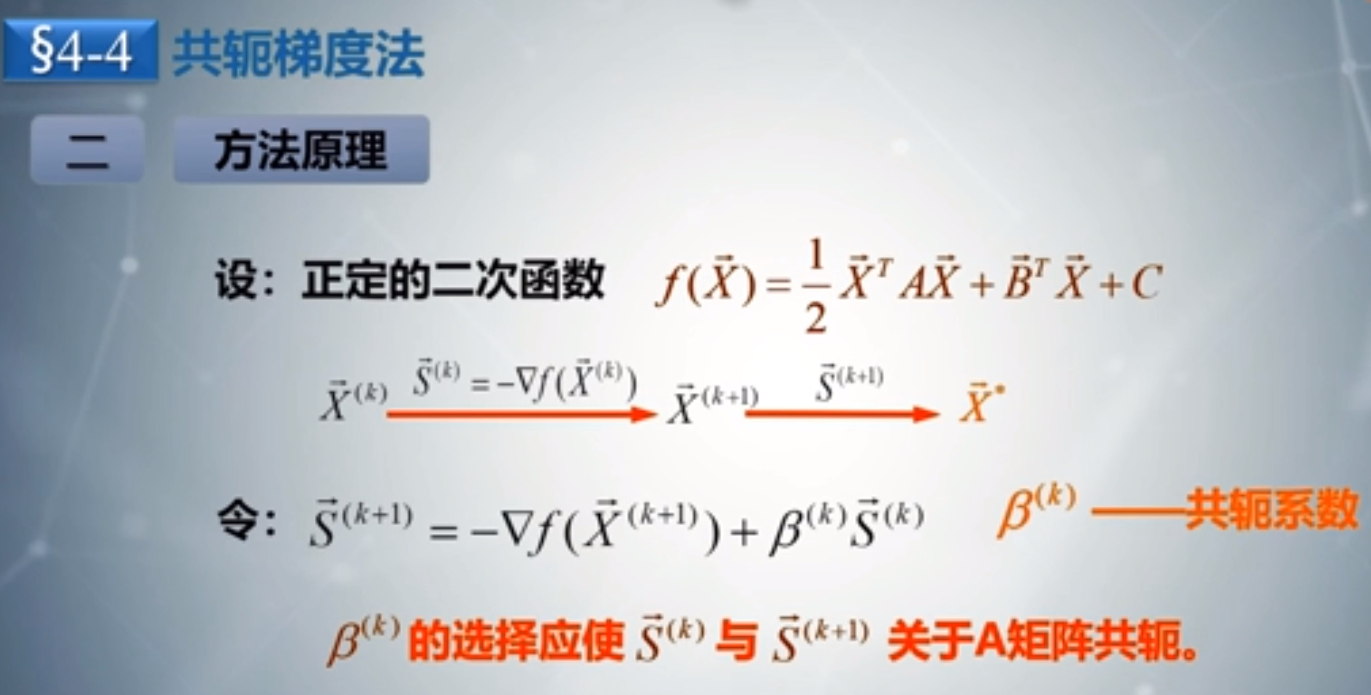 §4-4 共轭梯度法
二 方法原理
设：正定的二次函数 $f(\vec{X})=\frac{1}{2}\vec{X}^{T}A\vec{X}+\vec{B}^{T}\vec{X}+C$
$\vec{X}^{(k)} \xrightarrow{\vec{S}^{(k)}=-\nabla f(\vec{X}^{(k)})} \vec{X}^{(k+1)} \xrightarrow{\vec{S}^{(k+1)}} \vec{X}^{*}$
令：$\vec{S}^{(k+1)}=-\nabla f(\vec{X}^{(k+1)})+\beta^{(k)}\vec{S}^{(k)}$ $\beta^{(k)}$ ——共轭系数
$\beta^{(k)}$ 的选择应使 $\vec{S}^{(k)}$ 与 $\vec{S}^{(k+1)}$ 关于A矩阵共轭。